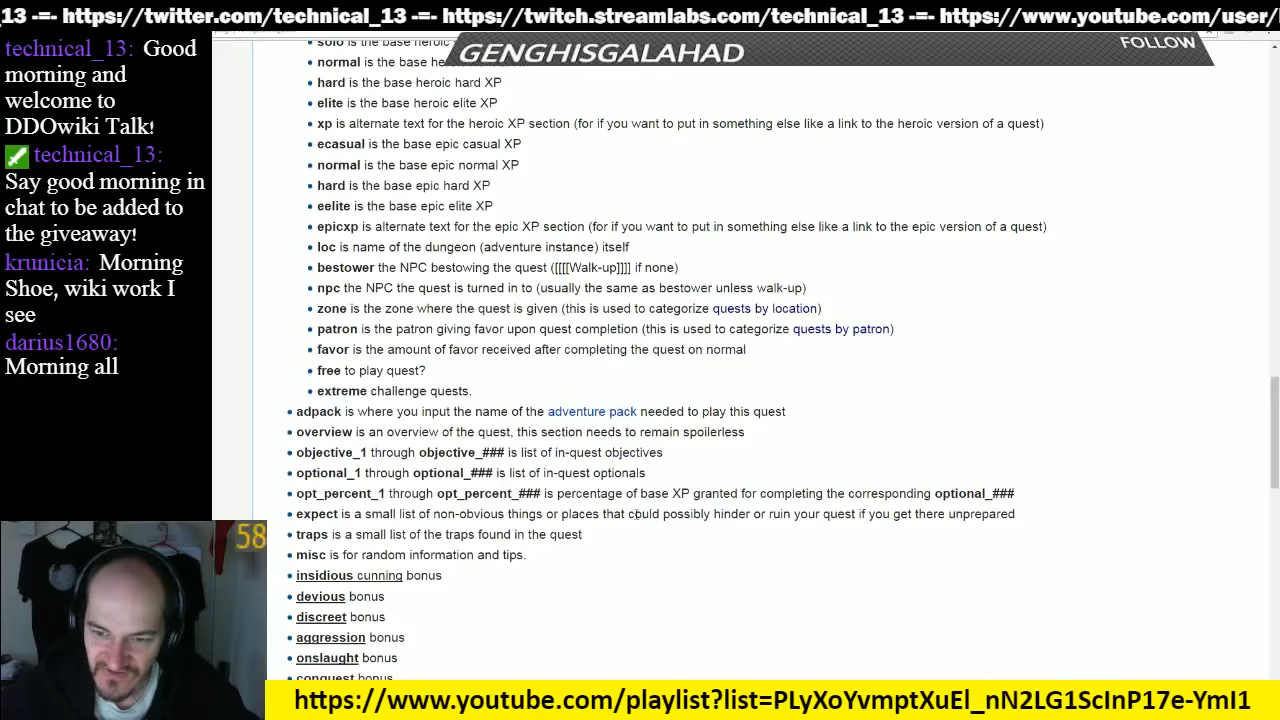 13 -=- https://twitter.com/technical_13 -=- https://twitch.streamlabs.com/technical_13 -=- https://www.youtube.com/user/
technical_13: Good
morning and
welcome to
DDOwiki Talk!
technical_13:
Say good morning in
chat to be added to
the giveaway!
krunicia: Morning
Shoe, wiki work I
see
darius1680:
Morning all
GENGHISGALAHAD
FOLLOW
solo is the base heroic
normal is the base
hard is the base heroic hard XP
elite is the base heroic elite XP
xp is alternate text for the heroic XP section (for if you want to put in something else like a link to the heroic version of a quest)
ecasual is the base epic casual XP
normal is the base epic normal XP
hard is the base epic hard XP
eelite is the base epic elite XP
epicxp is alternate text for the epic XP section (for if you want to put in something else like a link to the epic version of a quest)
loc is name of the dungeon (adventure instance) itself
bestower the NPC bestowing the quest ([[[[Walk-up]]]] if none)
npc the NPC the quest is turned in to (usually the same as bestower unless walk-up)
zone is the zone where the quest is given (this is used to categorize quests by location)
patron is the patron giving favor upon quest completion (this is used to categorize quests by patron)
favor is the amount of favor received after completing the quest on normal
free to play quest?
extreme challenge quests.
adpack is where you input the name of the adventure pack needed to play this quest
overview is an overview of the quest, this section needs to remain spoilerless
objective_1 through objective_### is list of in-quest objectives
optional_1 through optional_### is list of in-quest optionals
opt_percent_1 through opt_percent_### is percentage of base XP granted for completing the corresponding optional_###
expect is a small list of non-obvious things or places that could possibly hinder or ruin your quest if you get there unprepared
traps is a small list of the traps found in the quest
misc is for random information and tips.
insidious cunning bonus
devious bonus
discreet bonus
aggression bonus
onslaught bonus
conquest bonus
58
https://www.youtube.com/playlist?list=PLyXoYvmptXuEl_nN2LG1ScInP17e-YmI1